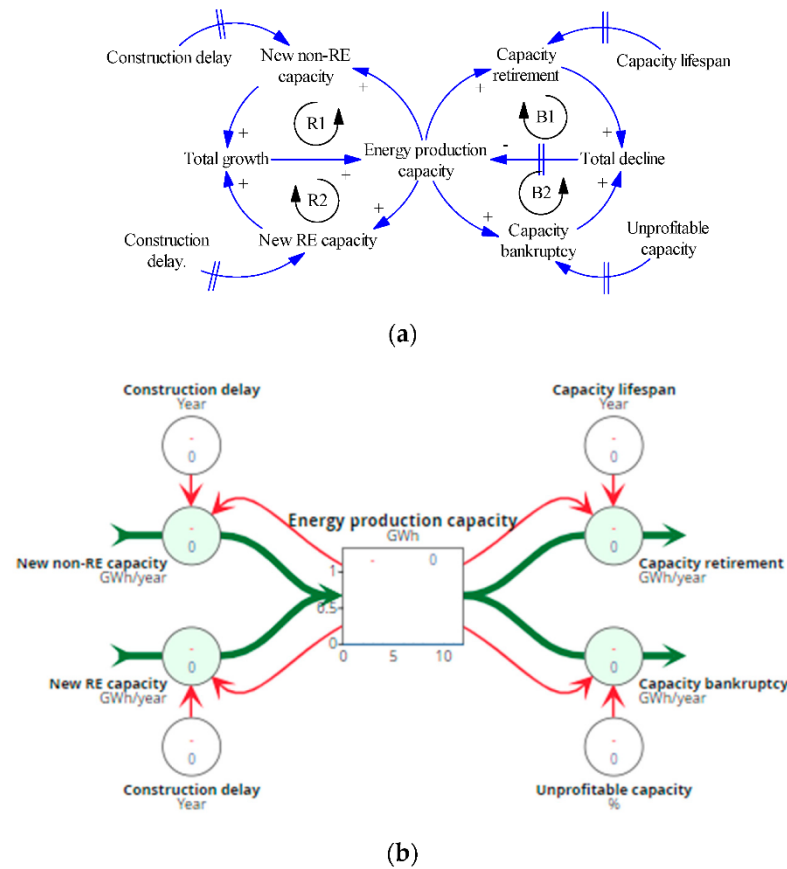 Construction delay
New non-RE
capacity
Capacity
retirement
Capacity lifespan
+
+
R1
B1
+
+
Total growth
Energy production
capacity
-
Total decline
+
+
+
R2
B2
+
+
+
Construction
delay.
New RE capacity
Capacity
bankruptcy
Unprofitable
capacity
(a)
Construction delay
Year
Capacity lifespan
Year
-
0
-
0
Energy production capacity
GWh
-
0
-
0
New non-RE capacity
GWh/year
Capacity retirement
GWh/year
1
0.5
0
- 0
0 5 10
-
0
-
0
New RE capacity
GWh/year
Capacity bankruptcy
GWh/year
-
0
-
0
Construction delay
Year
Unprofitable capacity
%
(b)